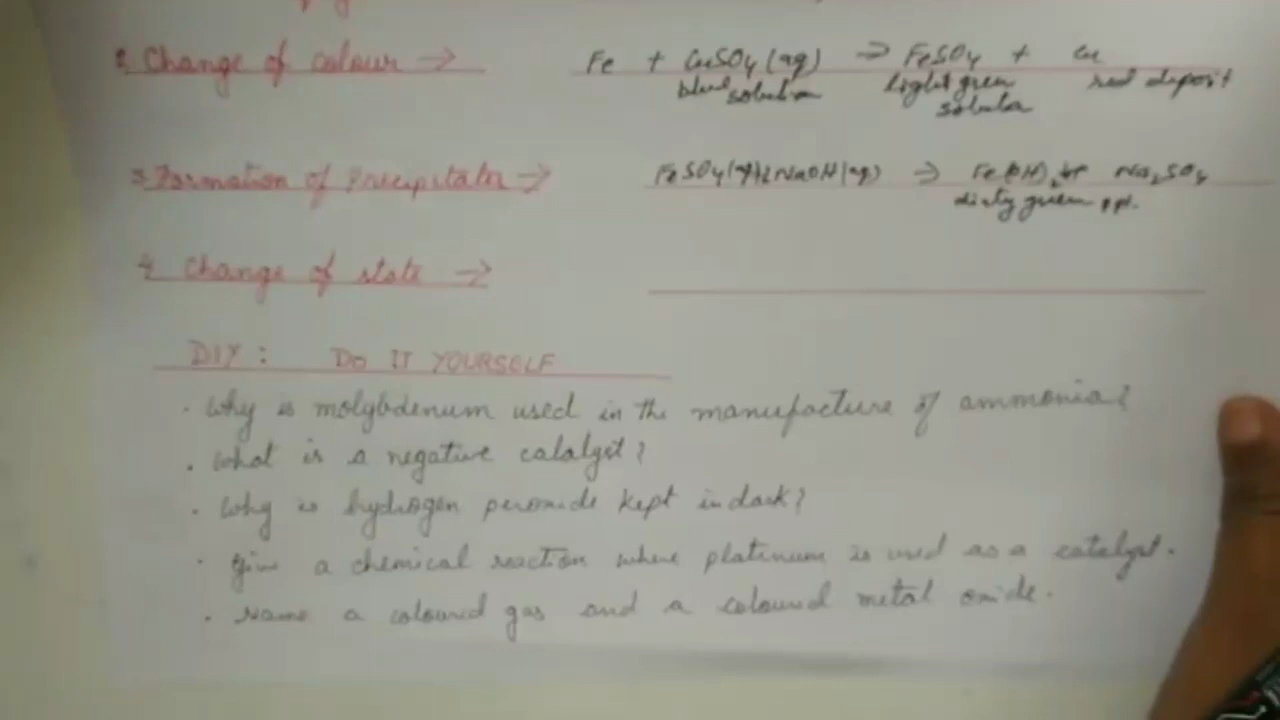 2. Change of colour → Fe + CuSO4 (aq) → FeSO4 + Cu
blue solution light green solution red deposit
3. Formation of Precipitate → FeSO4 (aq) + 2NaOH (aq) → Fe(OH)2 + Na2SO4
dirty green ppt.
4 Change of state →
DIY : DO IT YOURSELF
. Why is molybdenum used in the manufacture of ammonia?
. What is a negative catalyst?
. Why is hydrogen peroxide kept in dark?
. Give a chemical reaction where platinum is used as a catalyst.
. Name a coloured gas and a coloured metal oxide.